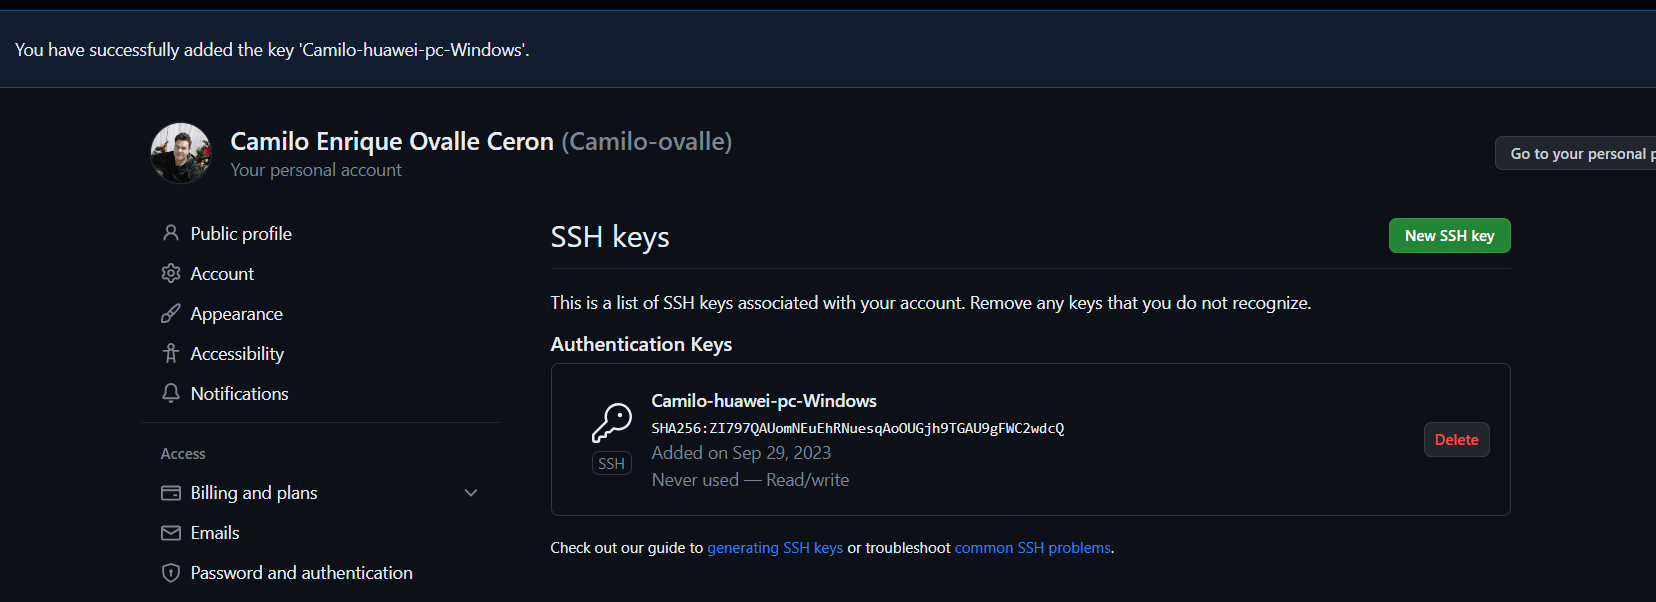 You have successfully added the key 'Camilo-huawei-pc-Windows'.
Camilo Enrique Ovalle Ceron (Camilo-ovalle)
Your personal account
Go to your personal p
Public profile
Account
Appearance
Accessibility
Notifications
Access
Billing and plans
Emails
Password and authentication
SSH keys
New SSH key
This is a list of SSH keys associated with your account. Remove any keys that you do not recognize.
Authentication Keys
SSH
Camilo-huawei-pc-Windows
SHA256:ZI797QAUomNEuEhRNuesqAoOUGjh9TGAU9gFWC2wdcQ
Added on Sep 29, 2023
Never used — Read/write
Delete
Check out our guide to generating SSH keys or troubleshoot common SSH problems.